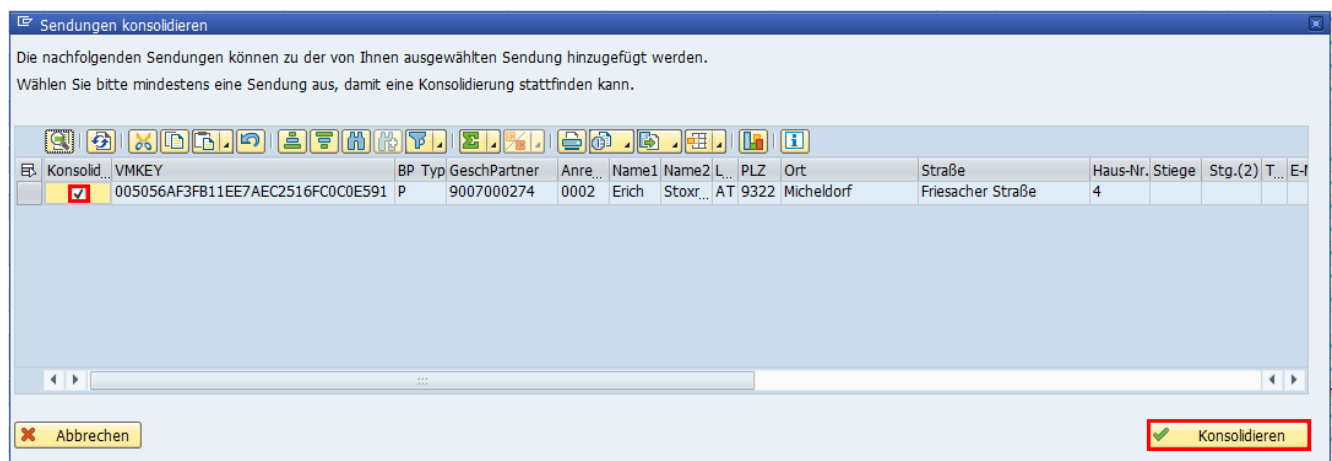 Sendungen konsolidieren
Die nachfolgenden Sendungen können zu der von Ihnen ausgewählten Sendung hinzugefügt werden.
Wählen Sie bitte mindestens eine Sendung aus, damit eine Konsolidierung stattfinden kann.
Konsolid... VMKEY BP Typ GeschPartner Anre... Name1 Name2 L... PLZ Ort Straße Haus-Nr. Stiege Stg.(2) T... E-M
005056AF3FB11EE7AEC2516FC0C0E591 P 9007000274 0002 Erich Stoxr... AT 9322 Micheldorf Friesacher Straße 4
Abbrechen Konsolidieren